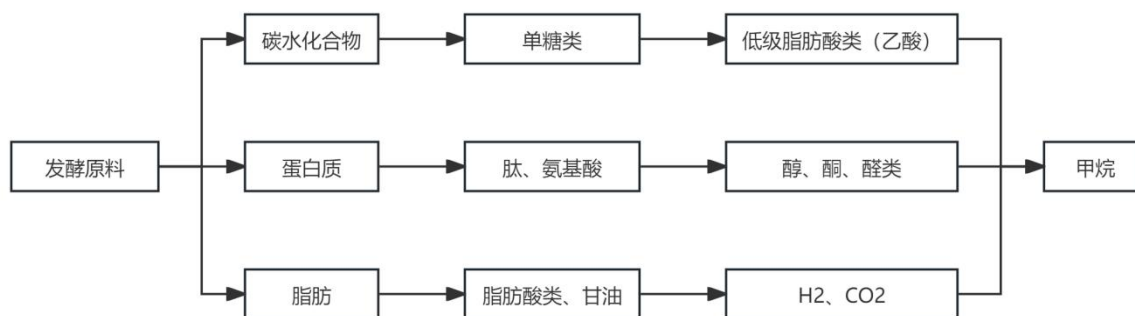 碳水化合物
单糖类
低级脂肪酸类（乙酸）
发酵原料
蛋白质
肽、氨基酸
醇、酮、醛类
甲烷
脂肪
脂肪酸类、甘油
H2、CO2